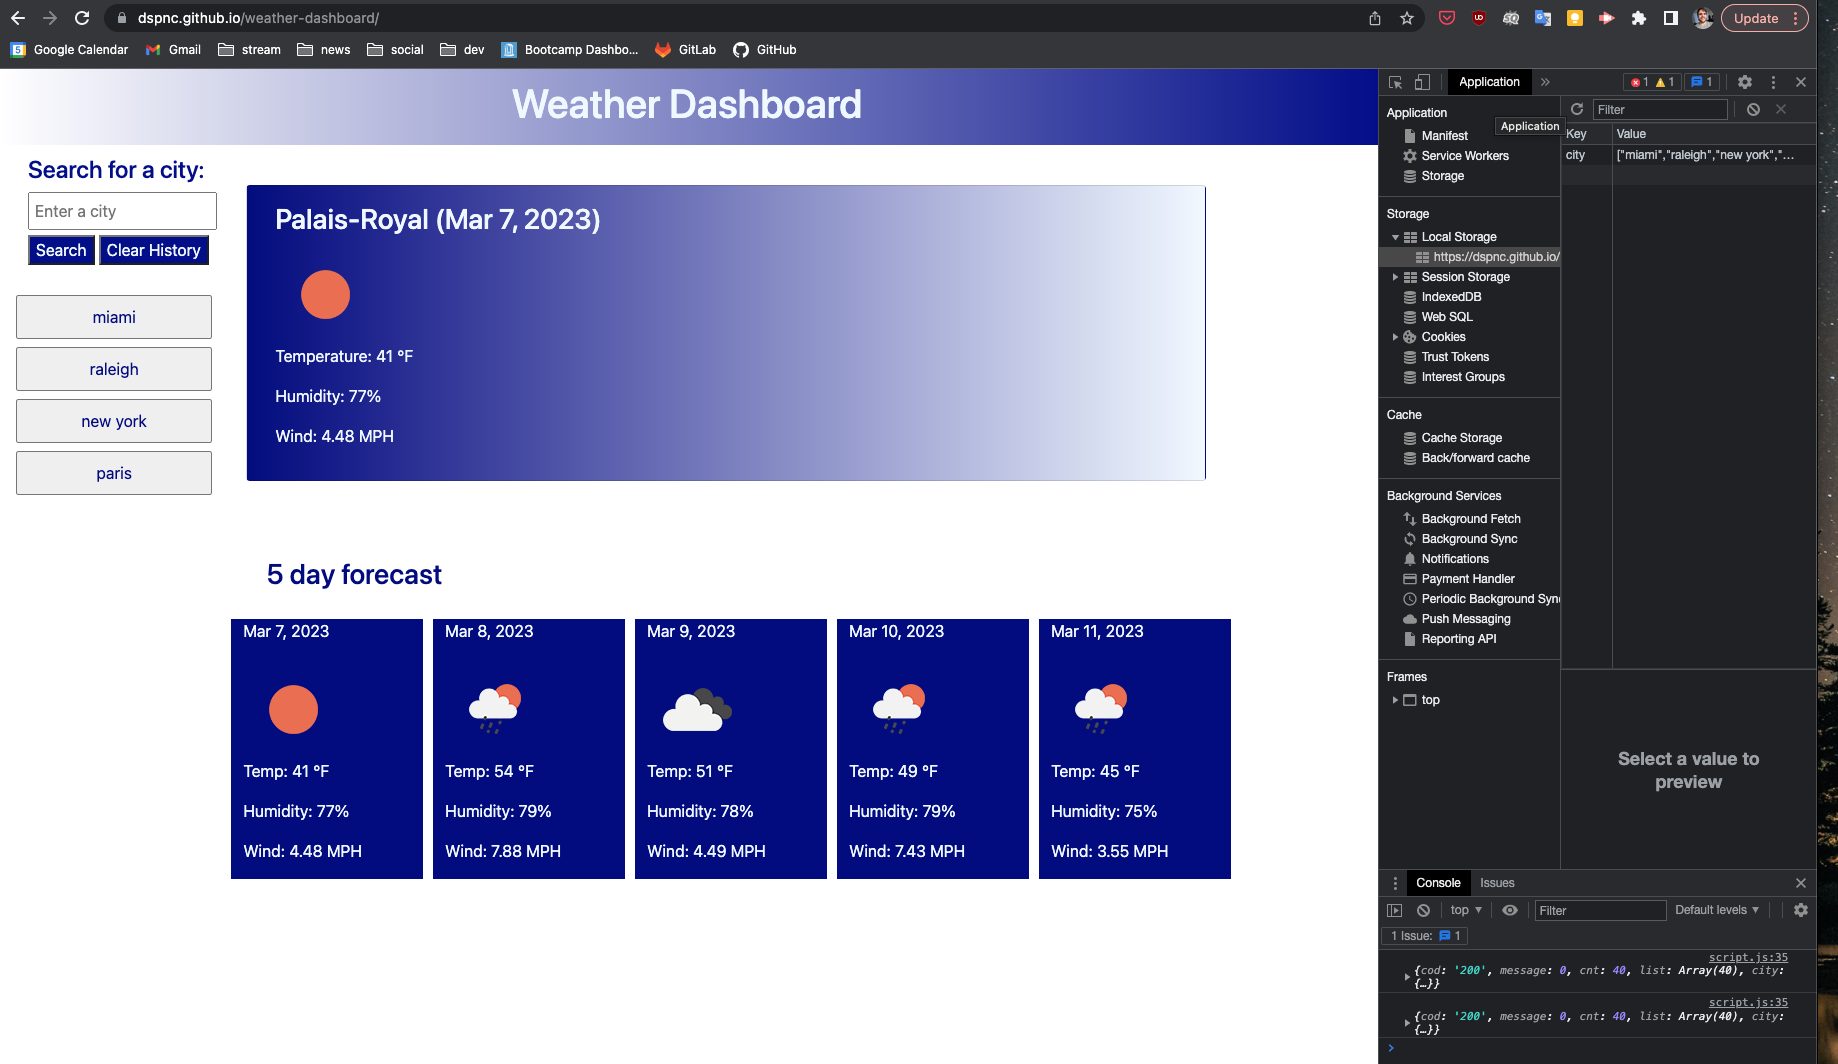 dspnc.github.io/weather-dashboard/
Update
Google Calendar
Gmail
stream
news
social
dev
Bootcamp Dashbo...
GitLab
GitHub
Weather Dashboard
Search for a city:
Enter a city
Search
Clear History
miami
raleigh
new york
paris
Palais-Royal (Mar 7, 2023)
Temperature: 41 °F
Humidity: 77%
Wind: 4.48 MPH
5 day forecast
Mar 7, 2023
Temp: 41 °F
Humidity: 77%
Wind: 4.48 MPH
Mar 8, 2023
Temp: 54 °F
Humidity: 79%
Wind: 7.88 MPH
Mar 9, 2023
Temp: 51 °F
Humidity: 78%
Wind: 4.49 MPH
Mar 10, 2023
Temp: 49 °F
Humidity: 79%
Wind: 7.43 MPH
Mar 11, 2023
Temp: 45 °F
Humidity: 75%
Wind: 3.55 MPH
Application
1
1
1
Application
Manifest
Service Workers
Storage
Application
Storage
Local Storage
https://dspnc.github.io/
Session Storage
IndexedDB
Web SQL
Cookies
Trust Tokens
Interest Groups
Cache
Cache Storage
Back/forward cache
Background Services
Background Fetch
Background Sync
Notifications
Payment Handler
Periodic Background Sync
Push Messaging
Reporting API
Frames
top
Filter
Key
Value
city
["miami","raleigh","new york","...
Select a value to
preview
Console
Issues
top
Filter
Default levels
1 Issue: 1
script.js:35
{cod: '200', message: 0, cnt: 40, list: Array(40), city:
{…}}
script.js:35
{cod: '200', message: 0, cnt: 40, list: Array(40), city:
{…}}